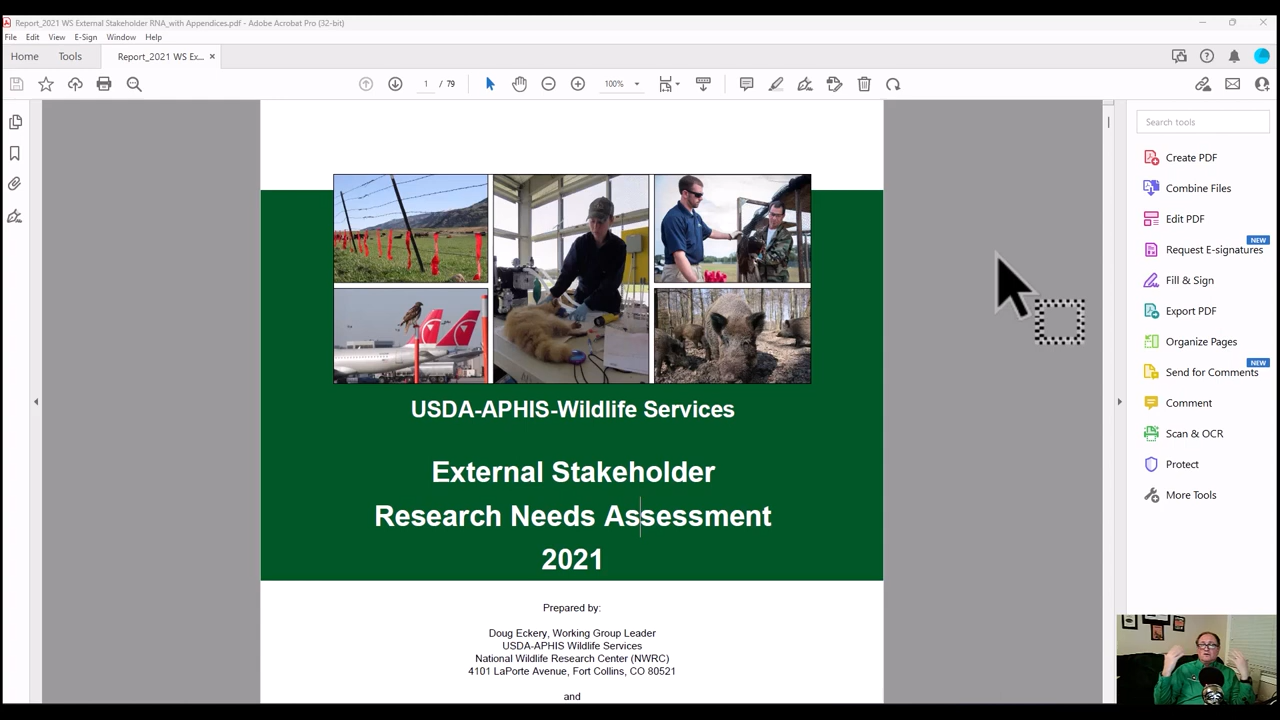 Report_2021 WS External Stakeholder RNA_with Appendices.pdf - Adobe Acrobat Pro (32-bit)
File Edit View E-Sign Window Help
Home Tools Report_2021 WS Ex...
1 / 79 100%
Search tools
Create PDF
Combine Files
Edit PDF
NEW
Request E-signatures
Fill & Sign
Export PDF
Organize Pages
NEW
Send for Comments
Comment
Scan & OCR
Protect
More Tools
USDA-APHIS-Wildlife Services
External Stakeholder
Research Needs Assessment
2021
Prepared by:
Doug Eckery, Working Group Leader
USDA-APHIS Wildlife Services
National Wildlife Research Center (NWRC)
4101 LaPorte Avenue, Fort Collins, CO 80521
and